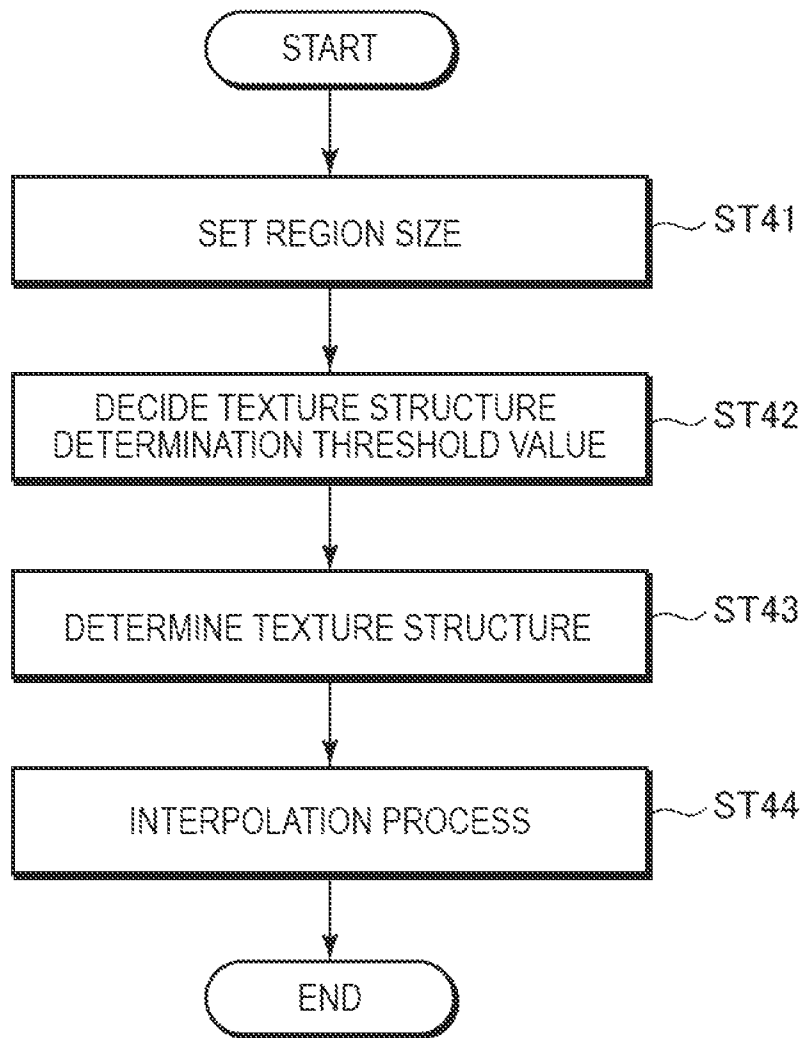 START
SET REGION SIZE
ST41
DECIDE TEXTURE STRUCTURE
DETERMINATION THRESHOLD VALUE
ST42
DETERMINE TEXTURE STRUCTURE
ST43
INTERPOLATION PROCESS
ST44
END